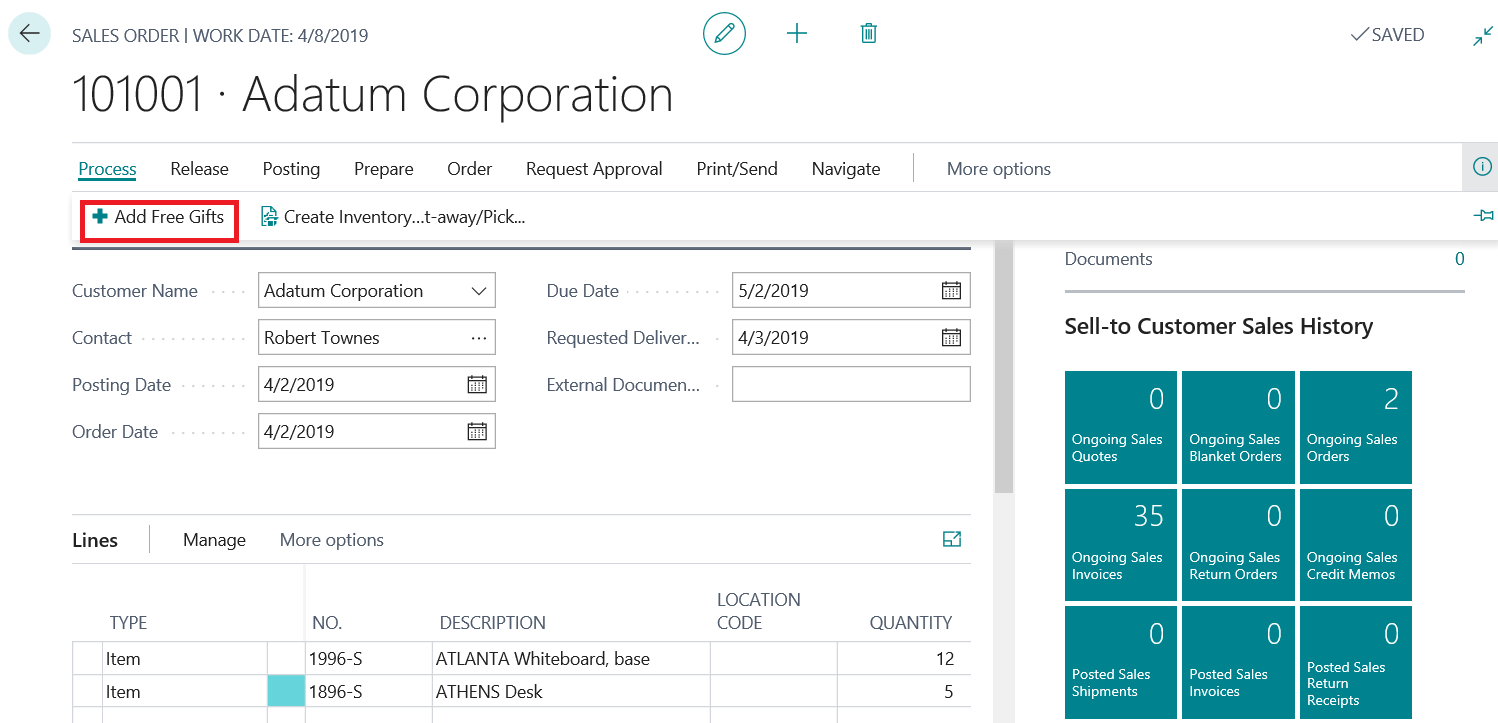 SALES ORDER | WORK DATE: 4/8/2019
SAVED
101001 · Adatum Corporation
Process Release Posting Prepare Order Request Approval Print/Send Navigate More options
Add Free Gifts Create Inventory...t-away/Pick...
Customer Name Adatum Corporation
Contact Robert Townes
Posting Date 4/2/2019
Order Date 4/2/2019
Due Date 5/2/2019
Requested Deliver... 4/3/2019
External Documen...
Lines Manage More options
TYPE NO. DESCRIPTION LOCATION CODE QUANTITY
Item 1996-S ATLANTA Whiteboard, base 12
Item 1896-S ATHENS Desk 5
Documents 0
Sell-to Customer Sales History
0
Ongoing Sales
Quotes
0
Ongoing Sales
Blanket Orders
2
Ongoing Sales
Orders
35
Ongoing Sales
Invoices
0
Ongoing Sales
Return Orders
0
Ongoing Sales
Credit Memos
0
Posted Sales
Shipments
0
Posted Sales
Invoices
0
Posted Sales
Return
Receipts